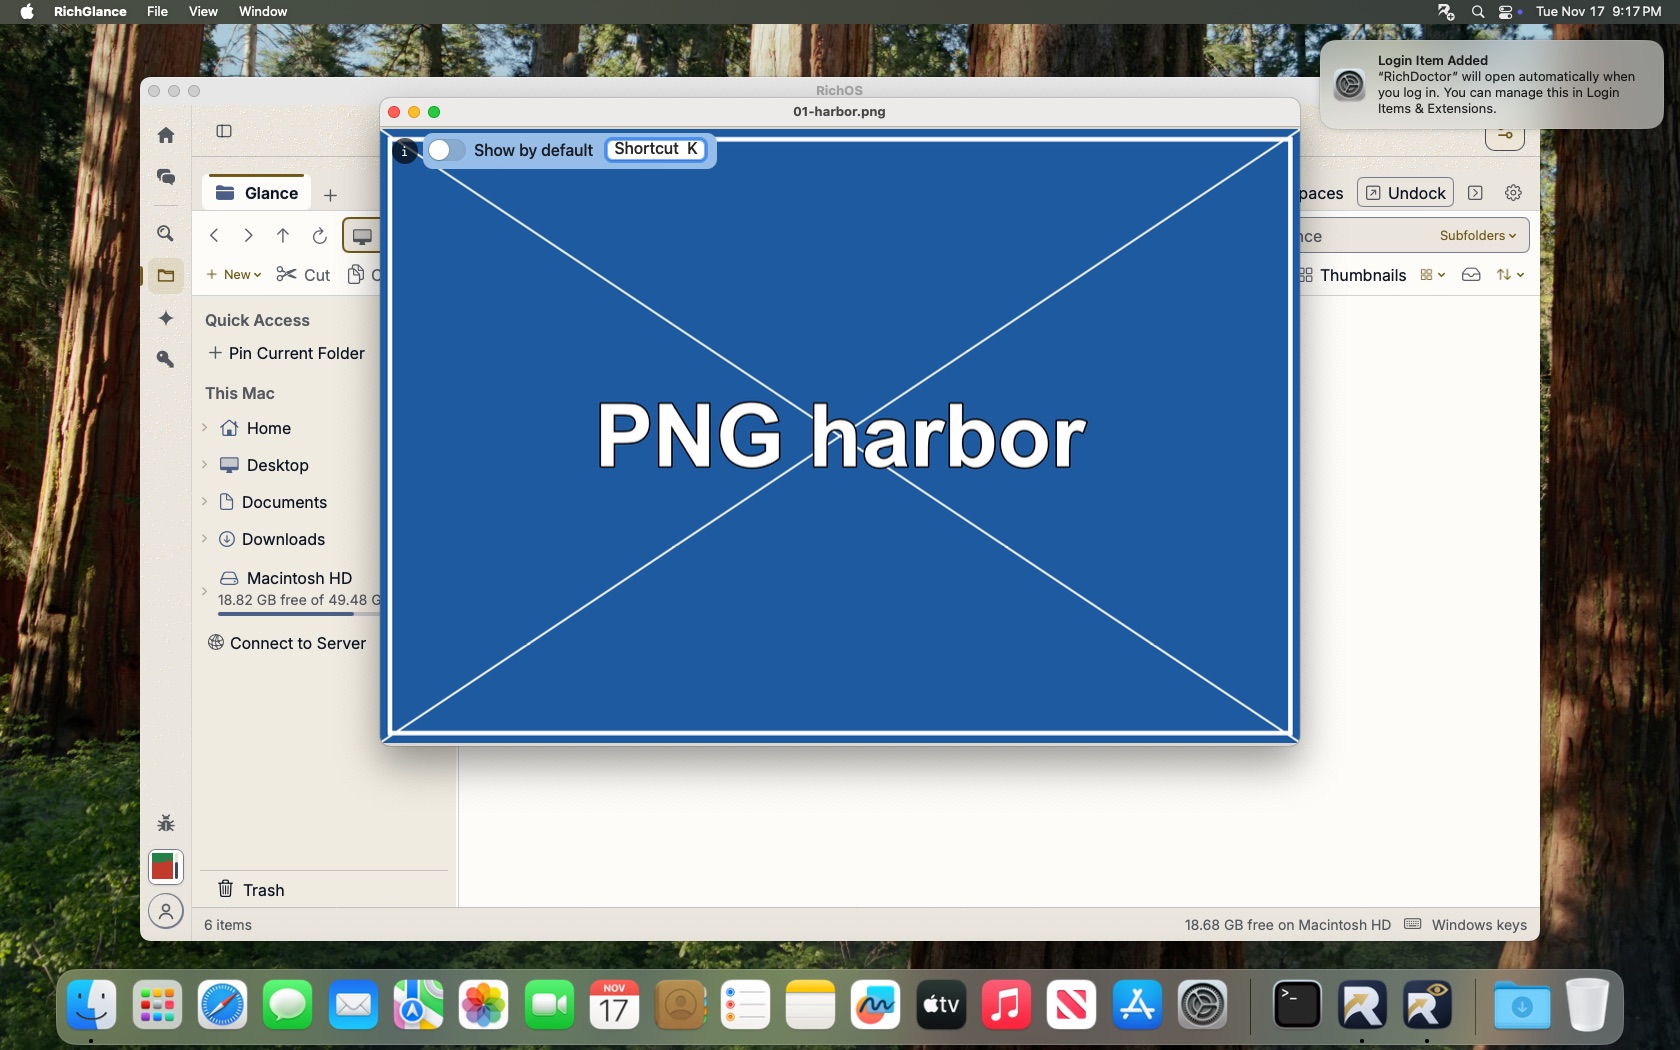 RichGlance File View Window
Tue Nov 17 9:17 PM
Login Item Added
“RichDoctor” will open automatically when
you log in. You can manage this in Login
Items & Extensions.
RichOS
01-harbor.png
i Show by default Shortcut K
Glance
Undock
Subfolders
New Cut
Thumbnails
Quick Access
Pin Current Folder
This Mac
Home
Desktop
Documents
Downloads
Macintosh HD
18.82 GB free of 49.48
Connect to Server
PNG harbor
Trash
6 items
18.68 GB free on Macintosh HD
Windows keys
NOV
17
tv
>_